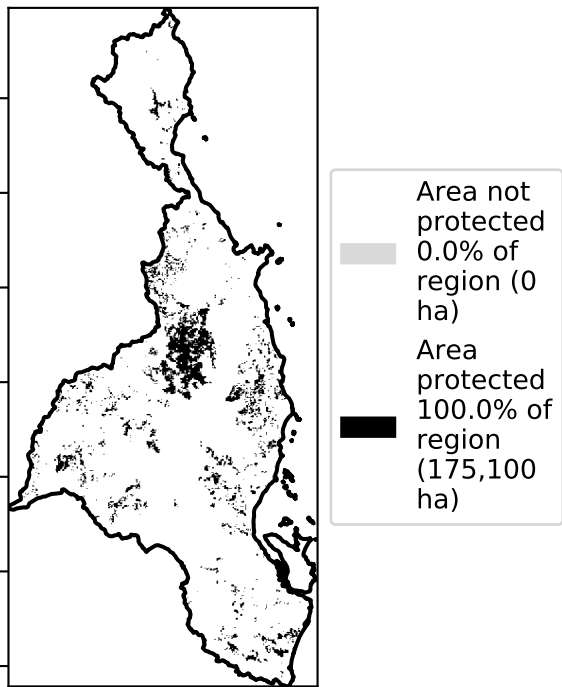 Area not
protected
0.0% of
region (0
ha)
Area
protected
100.0% of
region
(175,100
ha)